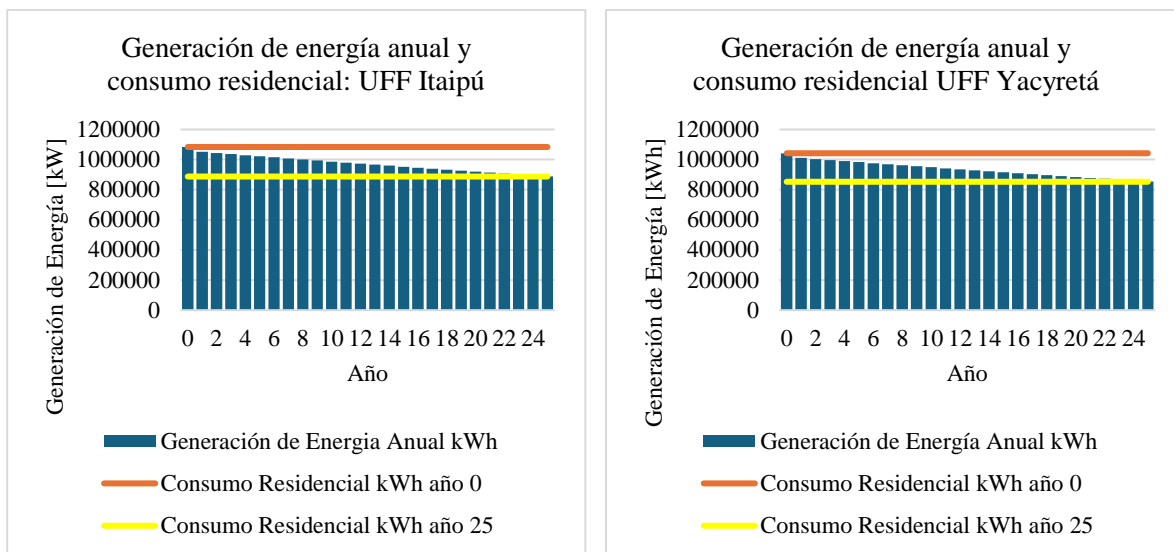 Generación de energía anual y
consumo residencial: UFF Itaipú
Generación de Energía [kW]
1200000
1000000
800000
600000
400000
200000
0
0 2 4 6 8 10 12 14 16 18 20 22 24
Año
Generación de Energia Anual kWh
Consumo Residencial kWh año 0
Consumo Residencial kWh año 25
Generación de energía anual y
consumo residencial UFF Yacyretá
Generación de Energía [kWh]
1200000
1000000
800000
600000
400000
200000
0
0 2 4 6 8 10 12 14 16 18 20 22 24
Año
Generación de Energía Anual kWh
Consumo Residencial kWh año 0
Consumo Residencial kWh año 25